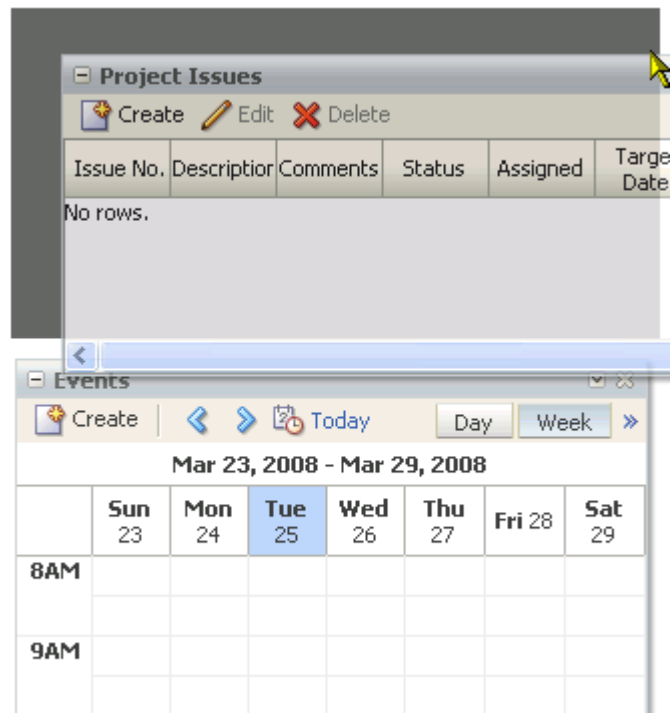 Project Issues
Create Edit Delete
Issue No. Description Comments Status Assigned Targe
Date
No rows.
Events
Create Today Day Week »
Mar 23, 2008 - Mar 29, 2008
Sun Mon Tue Wed Thu Fri 28 Sat
23 24 25 26 27 29
8AM
9AM